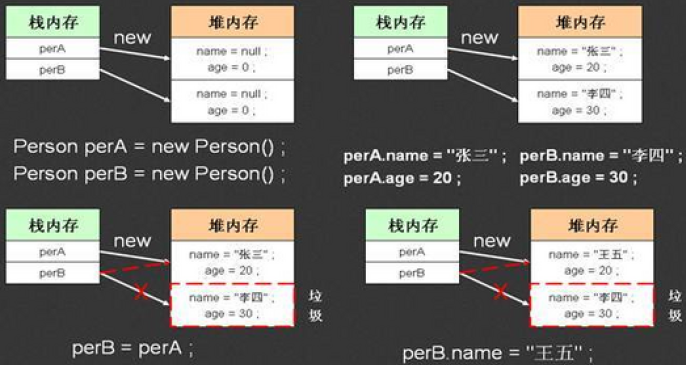 栈内存
堆内存
new
perA
perB
name = null ;
age = 0 ;
name = null ;
age = 0 ;
Person perA = new Person() ;
Person perB = new Person() ;
栈内存
堆内存
new
perA
perB
name = "张三" ;
age = 20 ;
name = "李四" ;
age = 30 ;
perA.name = "张三" ; perB.name = "李四" ;
perA.age = 20 ; perB.age = 30 ;
栈内存
堆内存
new
perA
perB
name = "张三" ;
age = 20 ;
name = "李四" ;
age = 30 ;
垃
圾
perB = perA ;
栈内存
堆内存
new
perA
perB
name = "王五" ;
age = 20 ;
name = "李四" ;
age = 30 ;
垃
圾
perB.name = "王五" ;